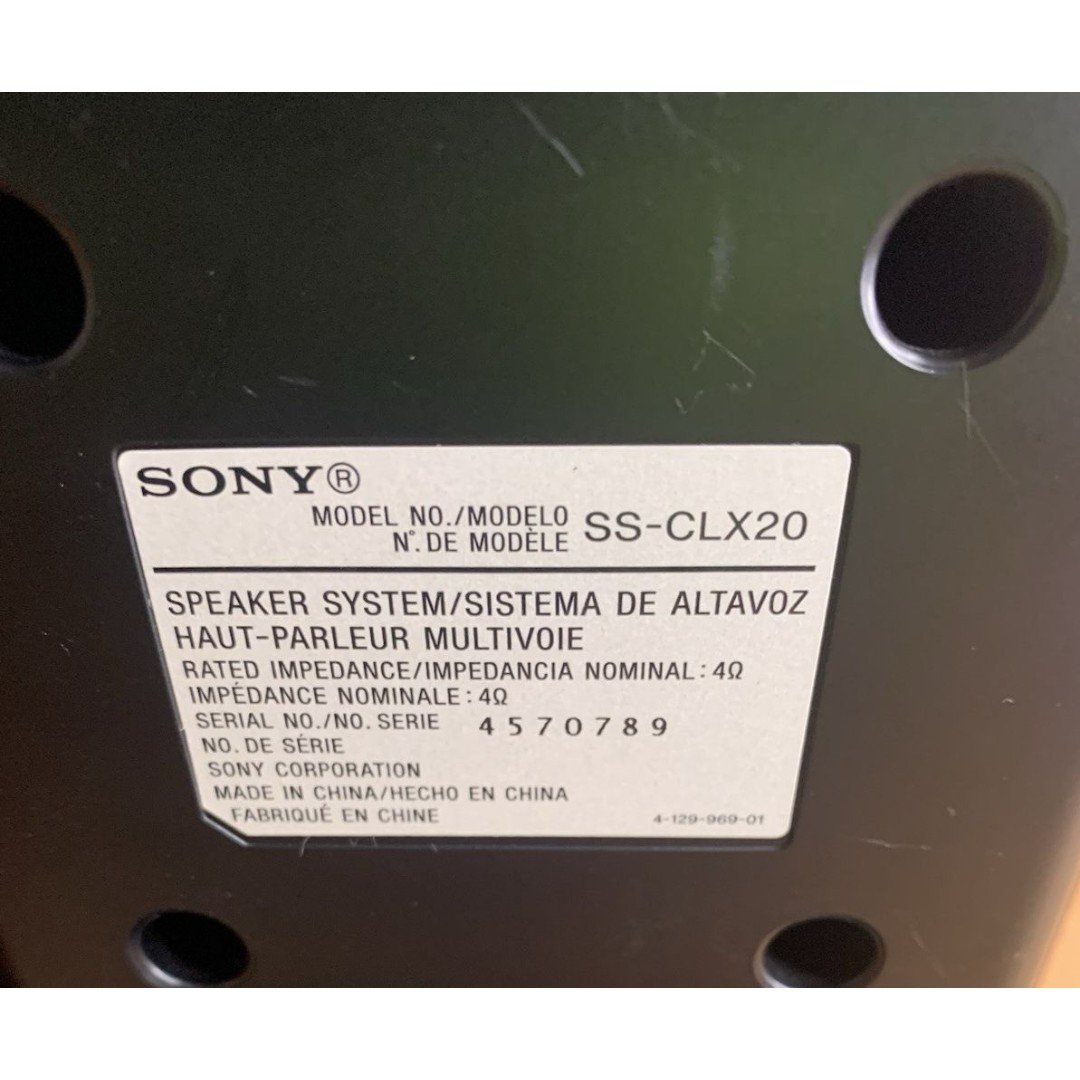 SONY®
MODEL NO./MODELO
N°. DE MODÈLE SS-CLX20
SPEAKER SYSTEM/SISTEMA DE ALTAVOZ
HAUT-PARLEUR MULTIVOIE
RATED IMPEDANCE/IMPEDANCIA NOMINAL: 4Ω
IMPÉDANCE NOMINALE: 4Ω
SERIAL NO./NO. SERIE 4570789
NO. DE SÉRIE
SONY CORPORATION
MADE IN CHINA/HECHO EN CHINA
FABRIQUÉ EN CHINE 4-129-969-01